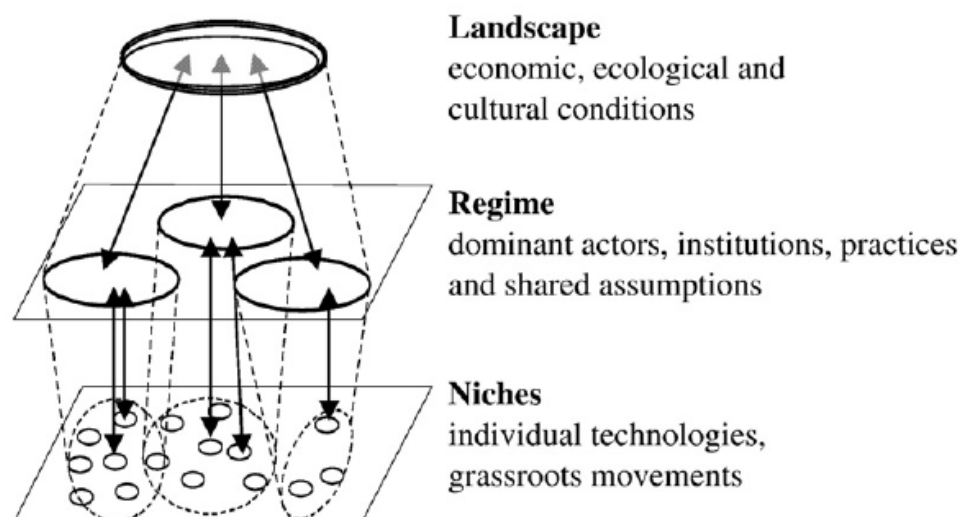 Landscape
economic, ecological and
cultural conditions
Regime
dominant actors, institutions, practices
and shared assumptions
Niches
individual technologies,
grassroots movements